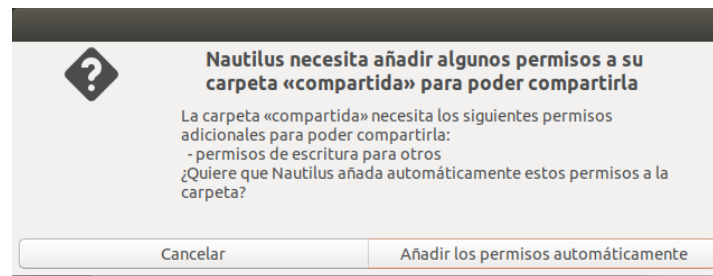 Nautilus necesita añadir algunos permisos a su
carpeta «compartida» para poder compartirla
La carpeta «compartida» necesita los siguientes permisos
adicionales para poder compartirla:
- permisos de escritura para otros
¿Quiere que Nautilus añada automáticamente estos permisos a la
carpeta?
Cancelar
Añadir los permisos automáticamente